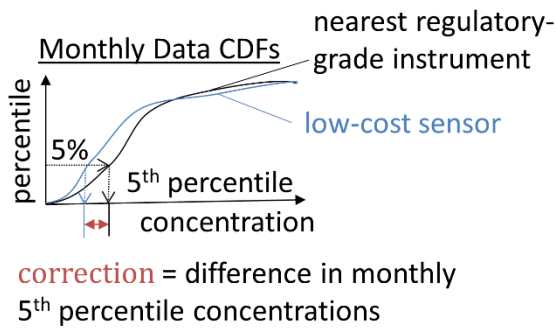 nearest regulatory-
Monthly Data CDFs
grade instrument
low-cost sensor
percentile
5%
5th percentile
concentration
correction = difference in monthly
5th percentile concentrations